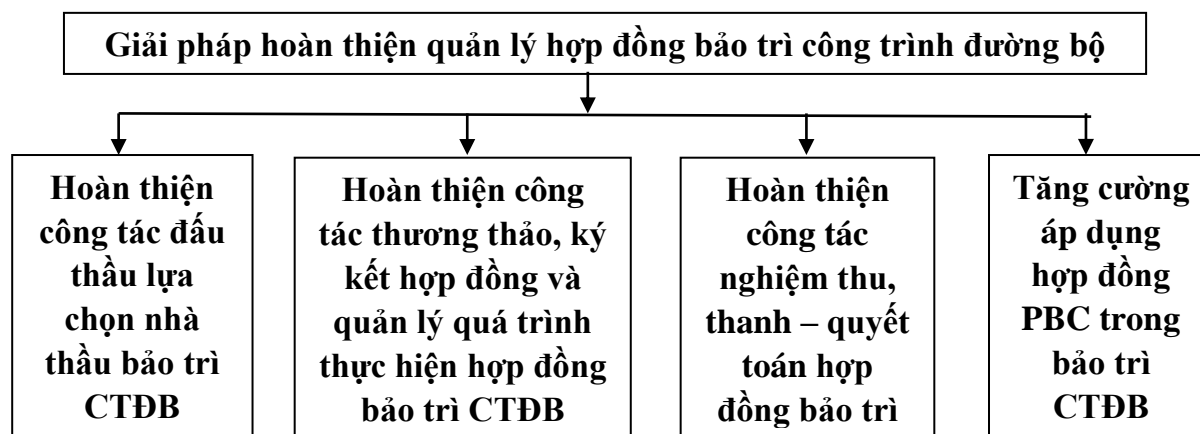 Giải pháp hoàn thiện quản lý hợp đồng bảo trì công trình đường bộ
Hoàn thiện
công tác đấu
thầu lựa
chọn nhà
thầu bảo trì
CTĐB
Hoàn thiện công
tác thương thảo, ký
kết hợp đồng và
quản lý quá trình
thực hiện hợp đồng
bảo trì CTĐB
Hoàn thiện
công tác
nghiệm thu,
thanh – quyết
toán hợp
đồng bảo trì
Tăng cường
áp dụng
hợp đồng
PBC trong
bảo trì
CTĐB